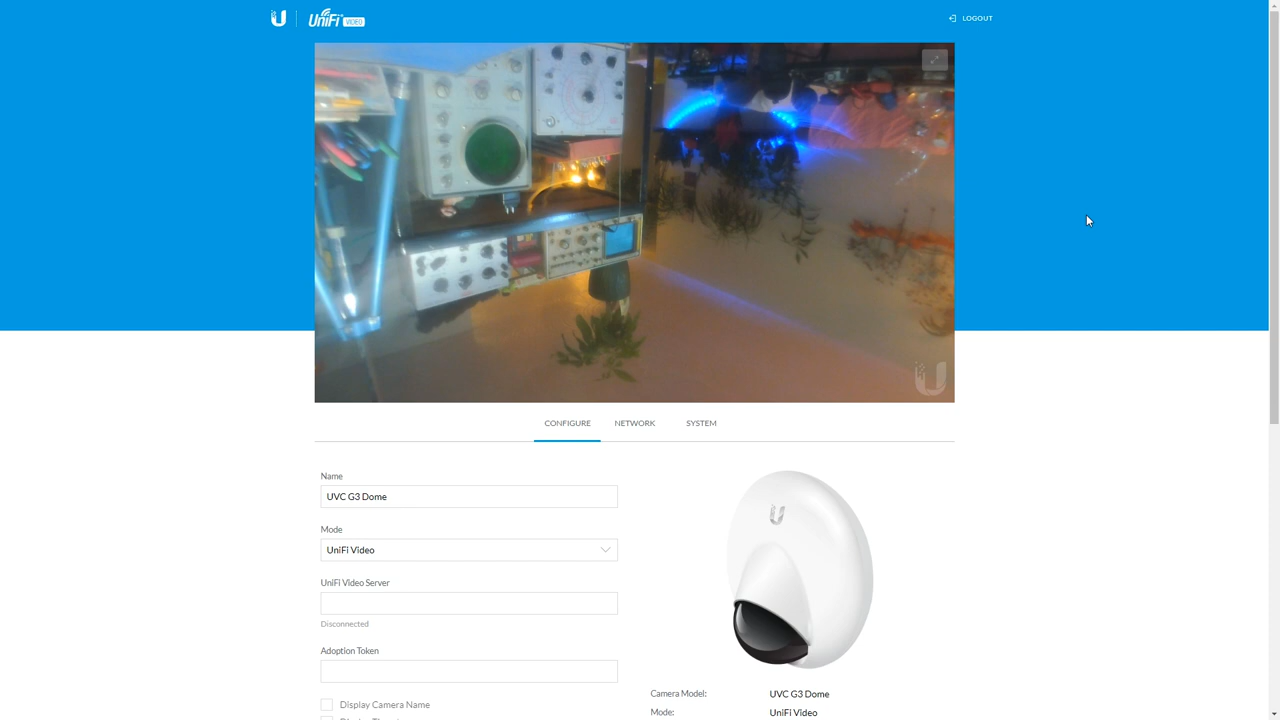 UniFi VIDEO
LOGOUT
CONFIGURE NETWORK SYSTEM
Name
UVC G3 Dome
Mode
UniFi Video
UniFi Video Server
Disconnected
Adoption Token
Display Camera Name
Camera Model: UVC G3 Dome
Mode: UniFi Video